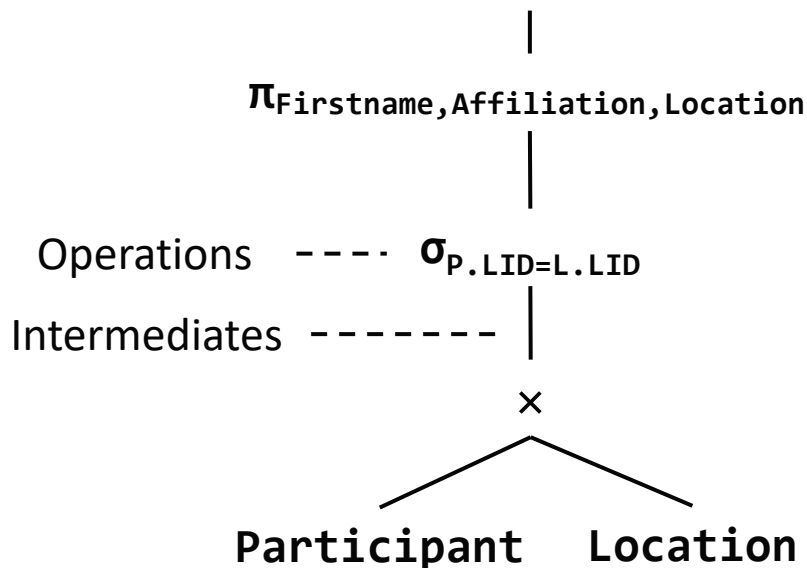 πFirstname,Affiliation,Location
Operations σP.LID=L.LID
Intermediates
×
Participant Location